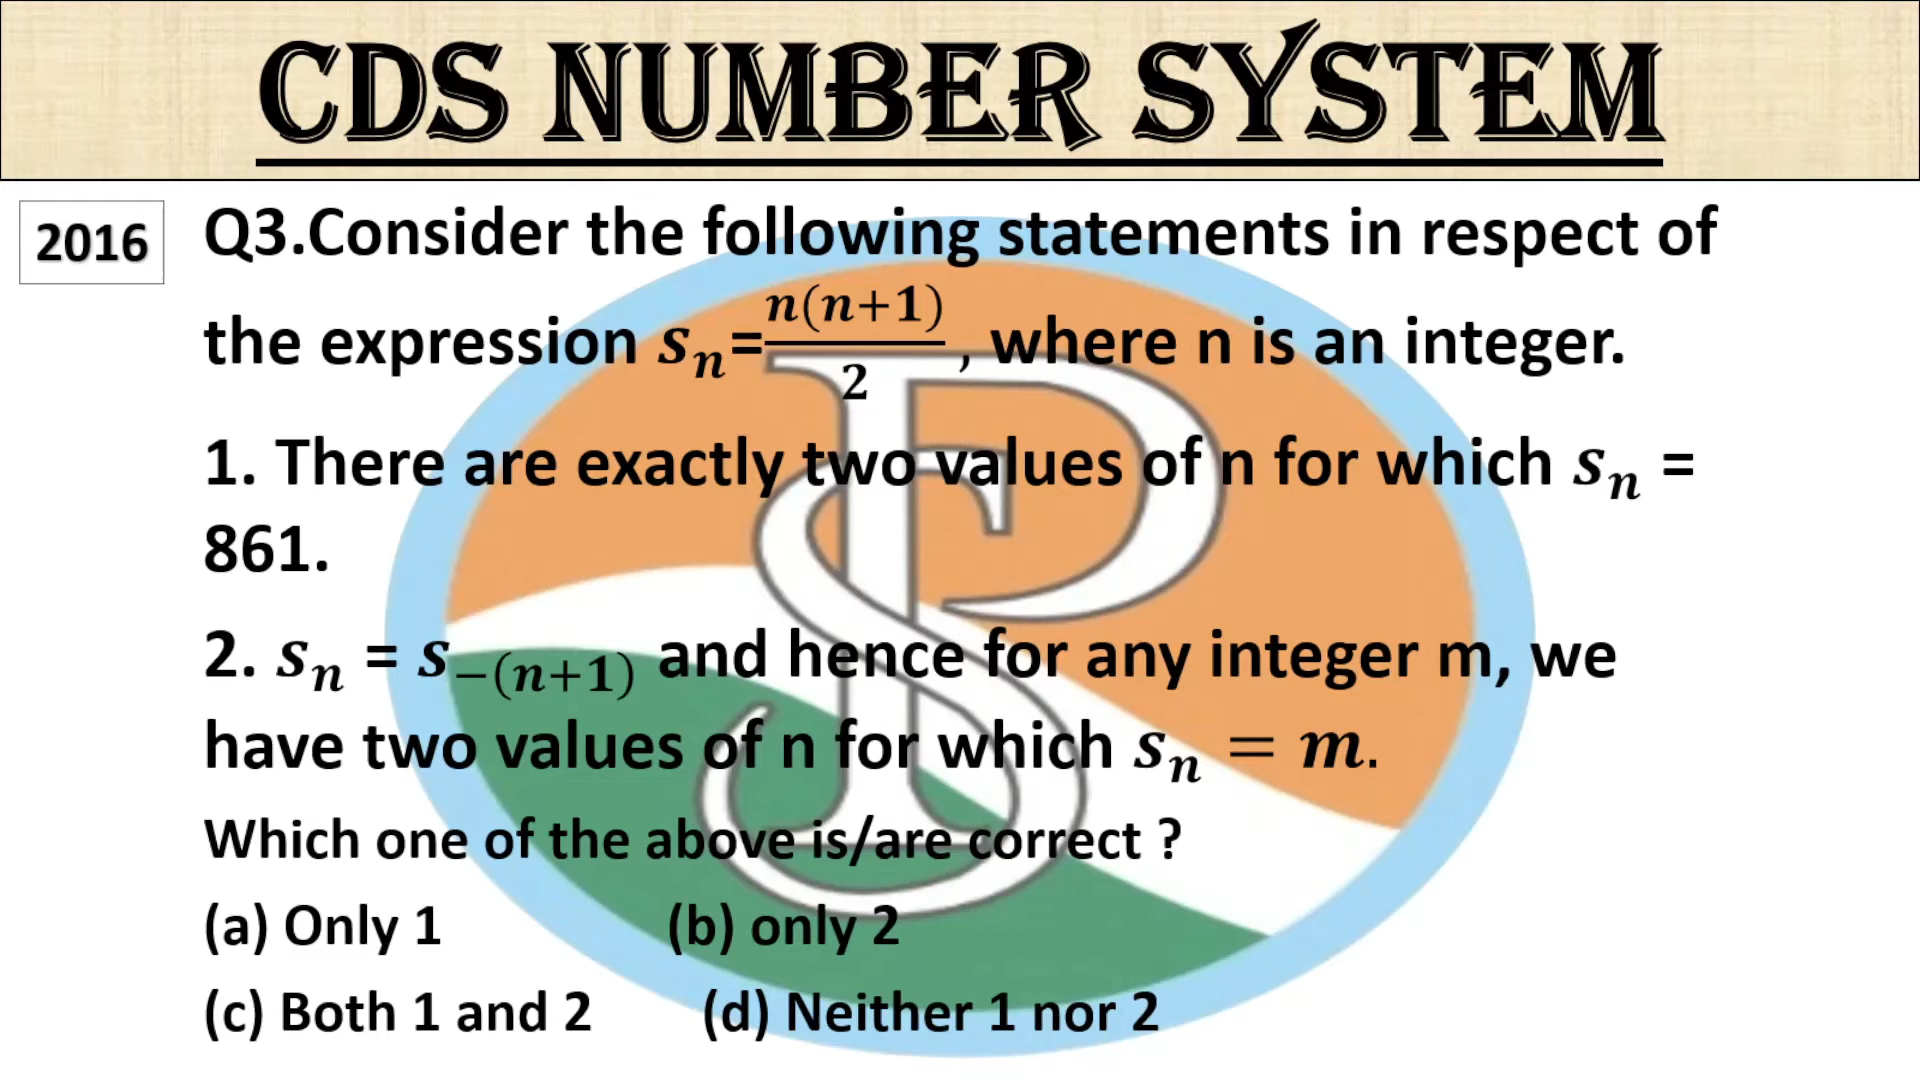 CDS NUMBER SYSTEM
2016
Q3.Consider the following statements in respect of
the expression sₙ=n(n+1)/2 , where n is an integer.
1. There are exactly two values of n for which sₙ =
861.
2. sₙ = s₋₍ₙ₊₁₎ and hence for any integer m, we
have two values of n for which sₙ = m.
Which one of the above is/are correct ?
(a) Only 1 (b) only 2
(c) Both 1 and 2 (d) Neither 1 nor 2